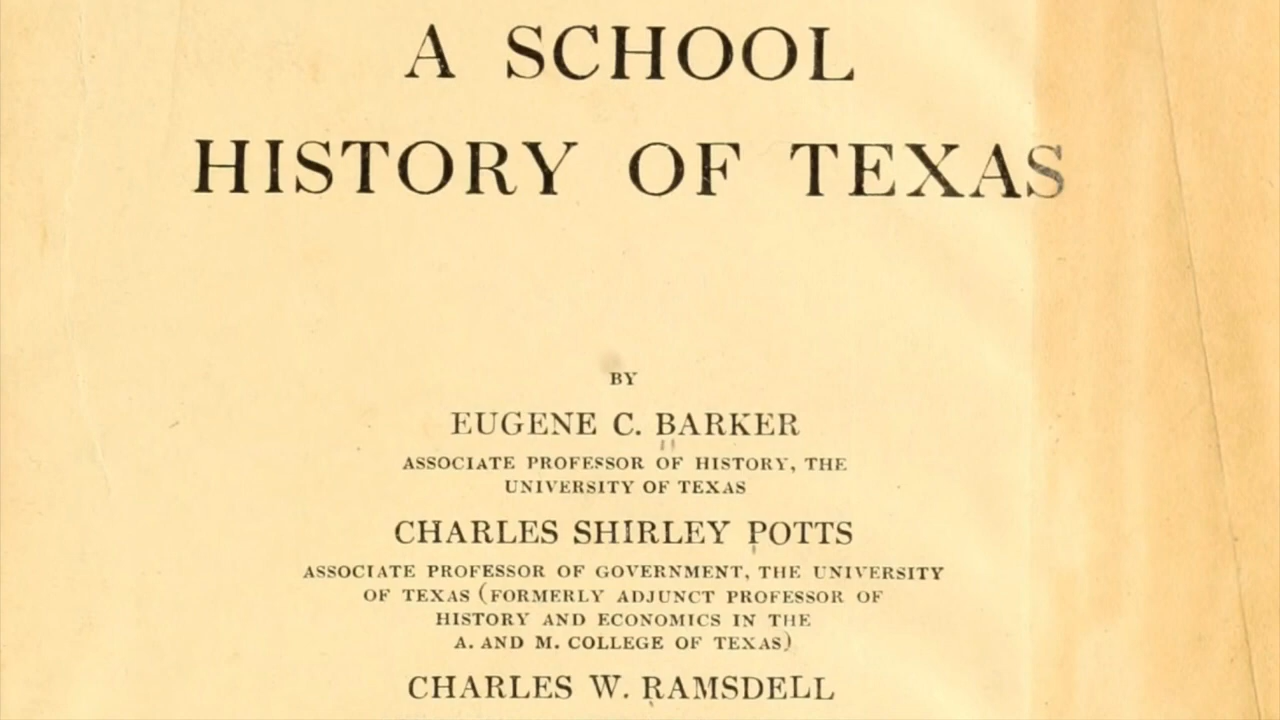 A SCHOOL
HISTORY OF TEXAS
BY
EUGENE C. BARKER
ASSOCIATE PROFESSOR OF HISTORY, THE
UNIVERSITY OF TEXAS
CHARLES SHIRLEY POTTS
ASSOCIATE PROFESSOR OF GOVERNMENT, THE UNIVERSITY
OF TEXAS (FORMERLY ADJUNCT PROFESSOR OF
HISTORY AND ECONOMICS IN THE
A. AND M. COLLEGE OF TEXAS)
CHARLES W. RAMSDELL